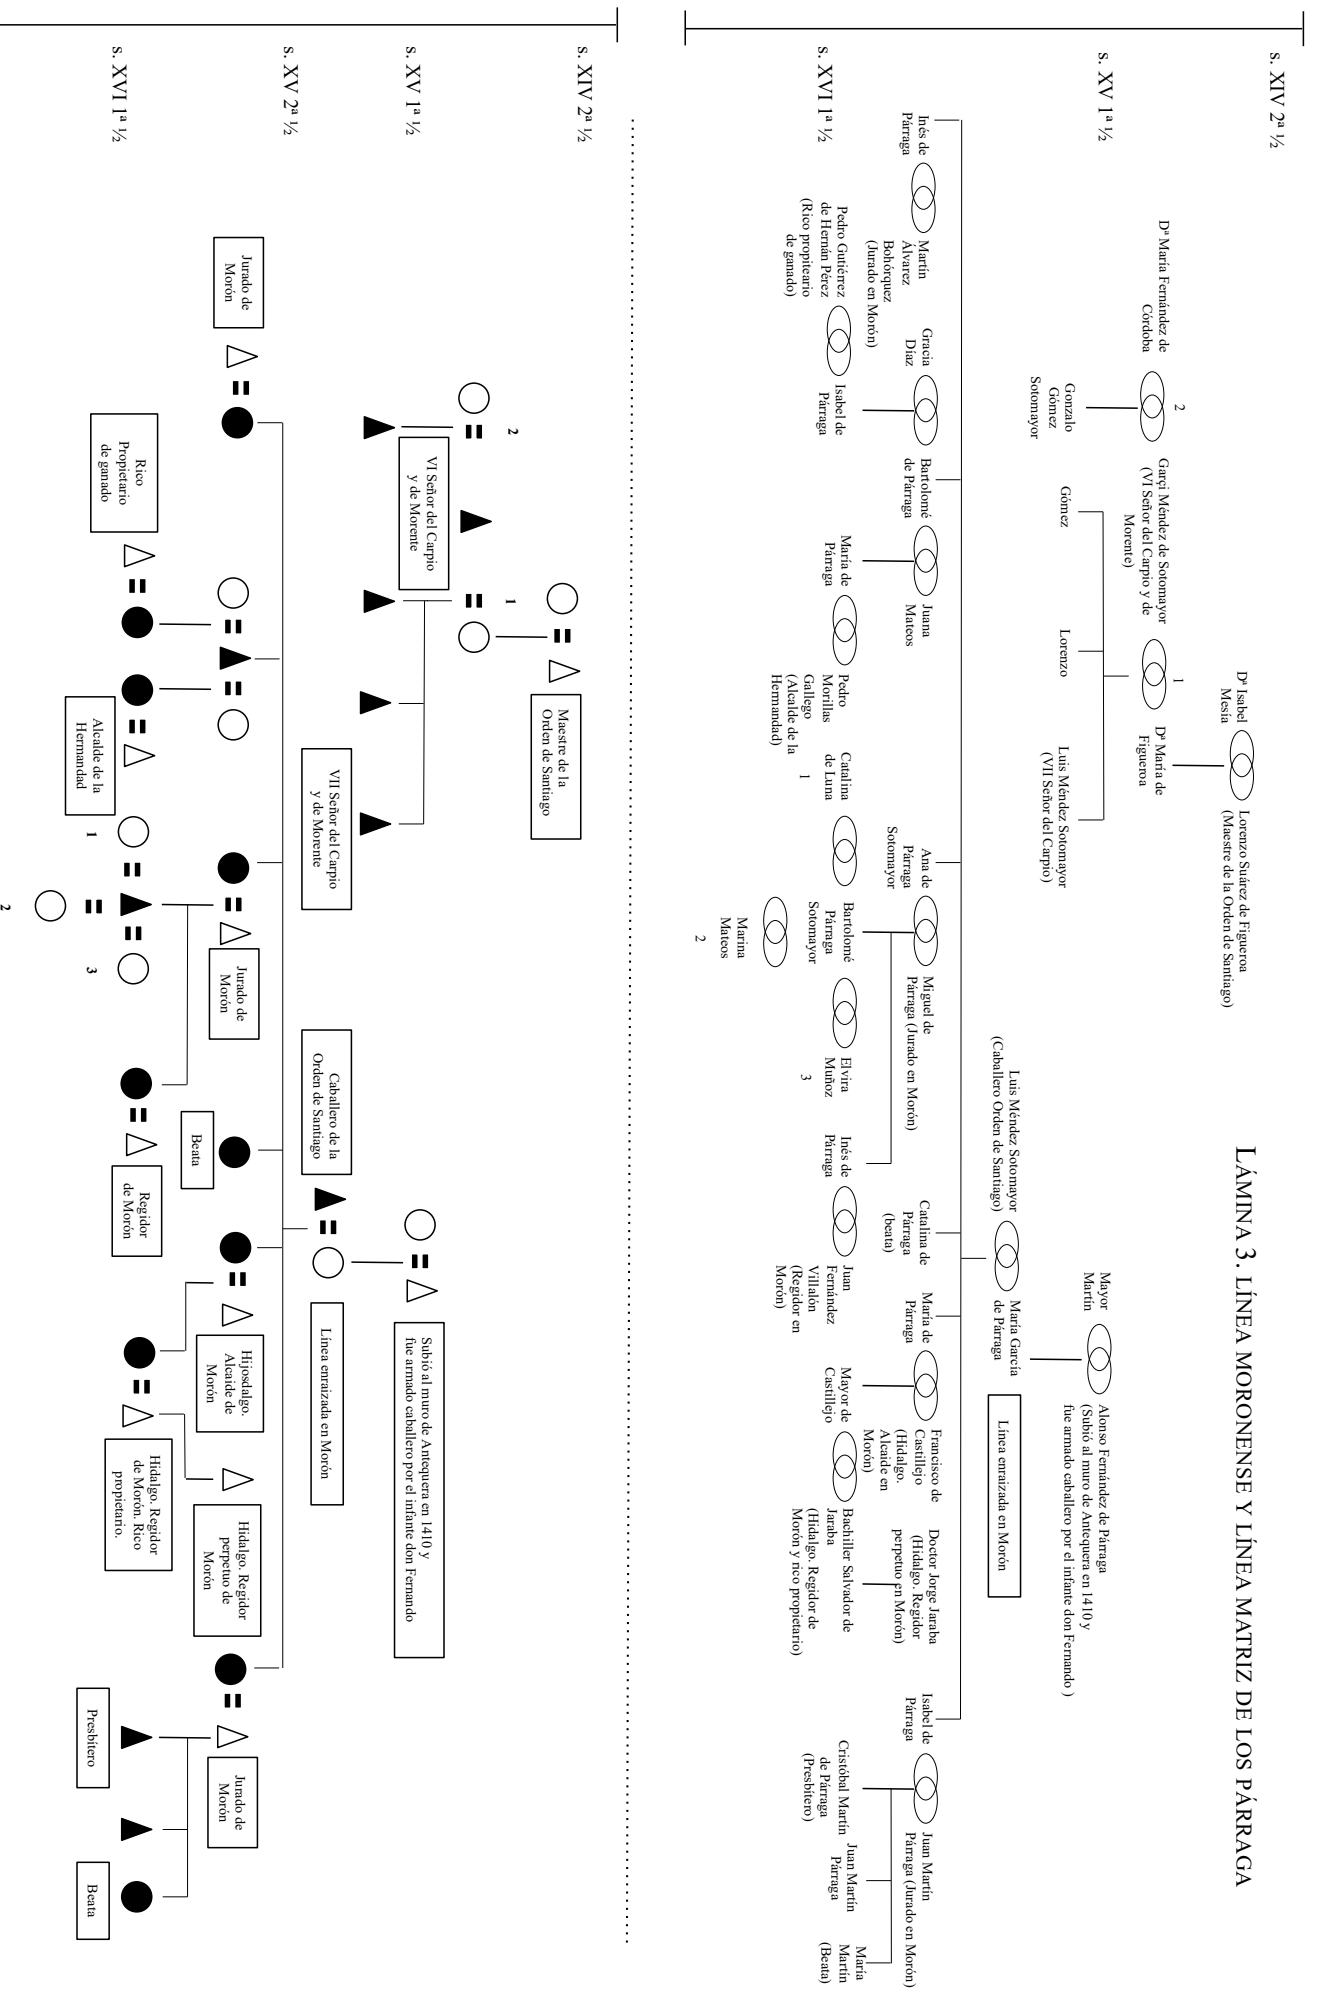 LÁMINA 3. LÍNEA MORONENSE Y LÍNEA MATRIZ DE LOS PÁRRAGA
s. XIV 2ª ½
Dª Isabel
Mesía
Lorenzo Suárez de Figueroa
(Maestre de la Orden de Santiago)
s. XV 1ª ½
Dª María Fernández de
Córdoba
2
Garçi Méndez de Sotomayor
(VI Señor del Carpio y de
Morente)
1
Dª María de
Figueroa
Gonzalo
Gómez
Sotomayor
Gómez
Lorenzo
Luis Méndez Sotomayor
(VII Señor del Carpio)
Mayor
Martín
Alonso Fernández de Párraga
(Subió al muro de Antequera en 1410 y
fue armado caballero por el infante don Fernando )
Luis Méndez Sotomayor
(Caballero Orden de Santiago)
María García
de Párraga
Línea enraizada en Morón
Inés de
Párraga
Martín
Álvarez
Bohórquez
(Jurado en Morón)
Gracia
Díaz
Bartolomé
de Párraga
Juana
Mateos
Ana de
Párraga
Sotomayor
Miguel de
Párraga (Jurado en Morón)
Catalina de
Párraga
(beata)
María de
Párraga
Francisco de
Castillejo
(Hidalgo.
Alcaide en
Morón)
Doctor Jorge Jaraba
(Hidalgo. Regidor
perpetuo en Morón)
Isabel de
Párraga
Juan Martín
Párraga (Jurado en Morón)
s. XVI 1ª ½
Pedro Gutiérrez
de Hernán Pérez
(Rico propiteario
de ganado)
Isabel de
Párraga
María de
Párraga
Pedro
Morillas
Gallego
(Alcalde de la
Hermandad)
Catalina
de Luna
1
Bartolomé
Párraga
Sotomayor
Marina
Mateos
2
Elvira
Muñoz
3
Inés de
Párraga
Juan
Fernández
Villalón
(Regidor en
Morón)
Mayor de
Castillejo
Bachiller Salvador de
Jaraba
(Hidalgo. Regidor de
Morón y rico propietario)
Cristóbal Martín
de Párraga
(Presbítero)
Juan Martín
Párraga
María
Martín
(Beata)
s. XIV 2ª ½
Maestre de la
Orden de Santiago
s. XV 1ª ½
2
VI Señor del Carpio
y de Morente
1
VII Señor del Carpio
y de Morente
Subió al muro de Antequera en 1410 y
fue armado caballero por el infante don Fernando
s. XV 2ª ½
Caballero de la
Orden de Santiago
Línea enraizada en Morón
Jurado de
Morón
Jurado de
Morón
Beata
Hijosdalgo.
Alcaide de
Morón
Hidalgo. Regidor
perpetuo de
Morón
Jurado de
Morón
s. XVI 1ª ½
Rico
Propietario
de ganado
Alcalde de la
Hermandad
1
2
3
Regidor
de Morón
Hidalgo. Regidor
de Morón. Rico
propietario.
Presbítero
Beata